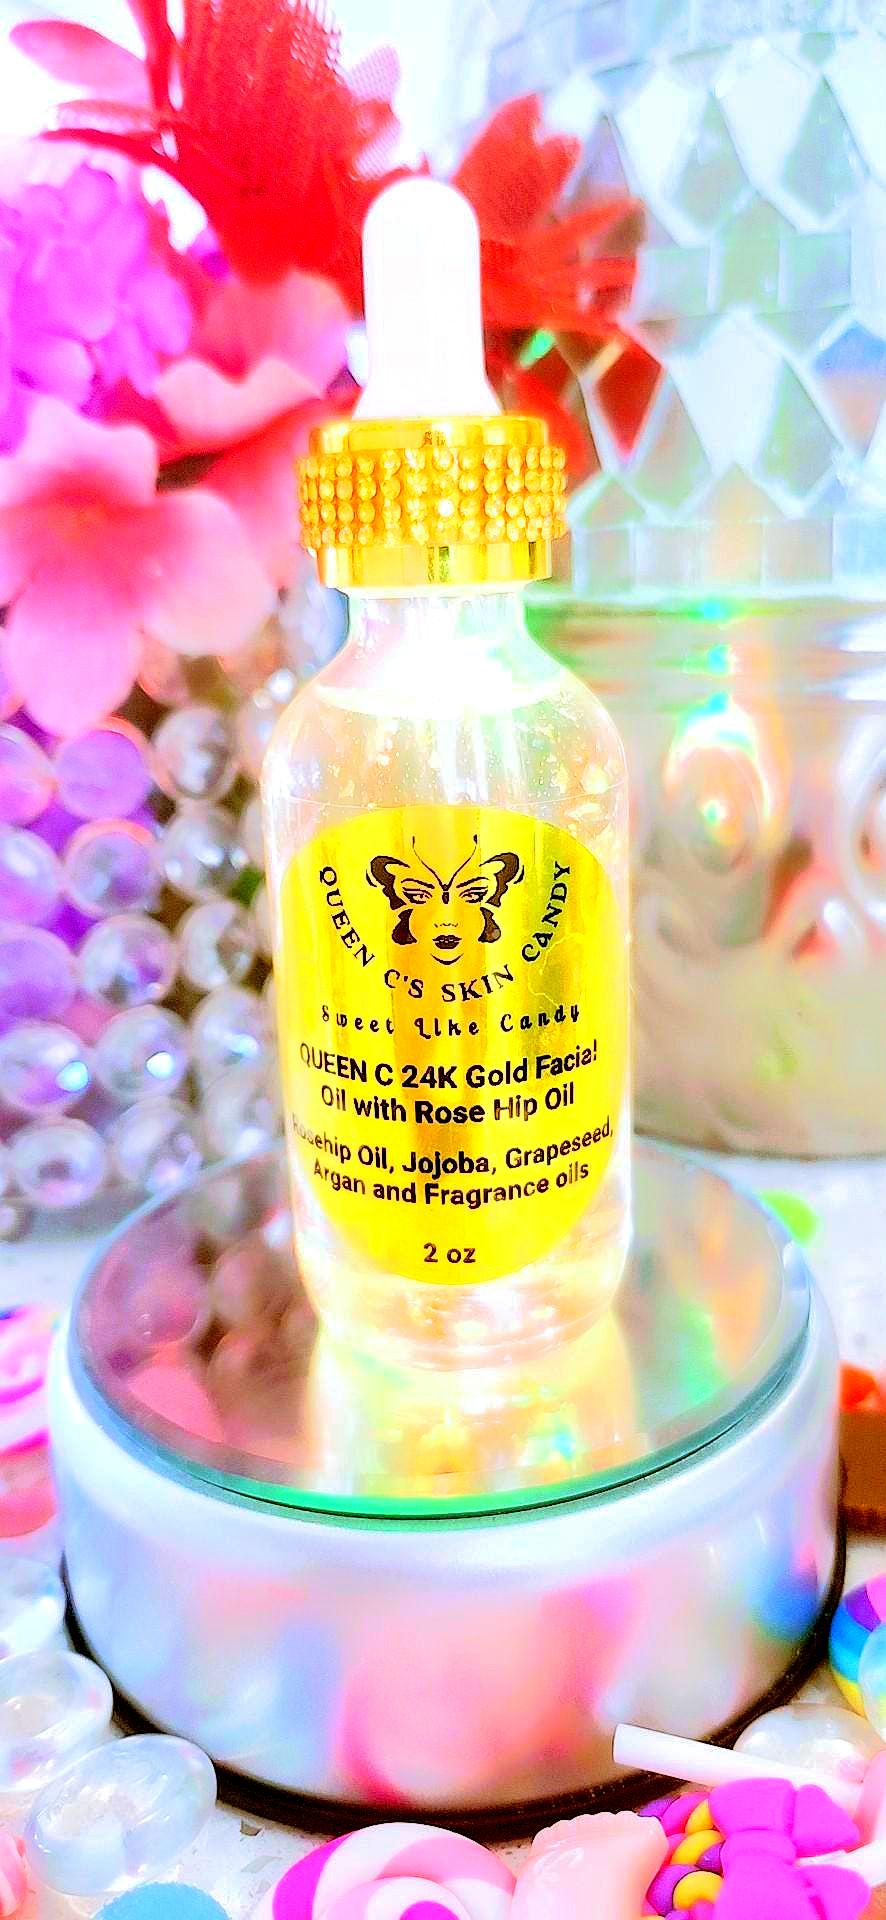 QUEEN C'S SKIN CANDY
Sweet Like Candy
QUEEN C 24K Gold Facial
Oil with Rose Hip Oil
Rosehip Oil, Jojoba, Grapeseed,
Argan and Fragrance oils
2 oz